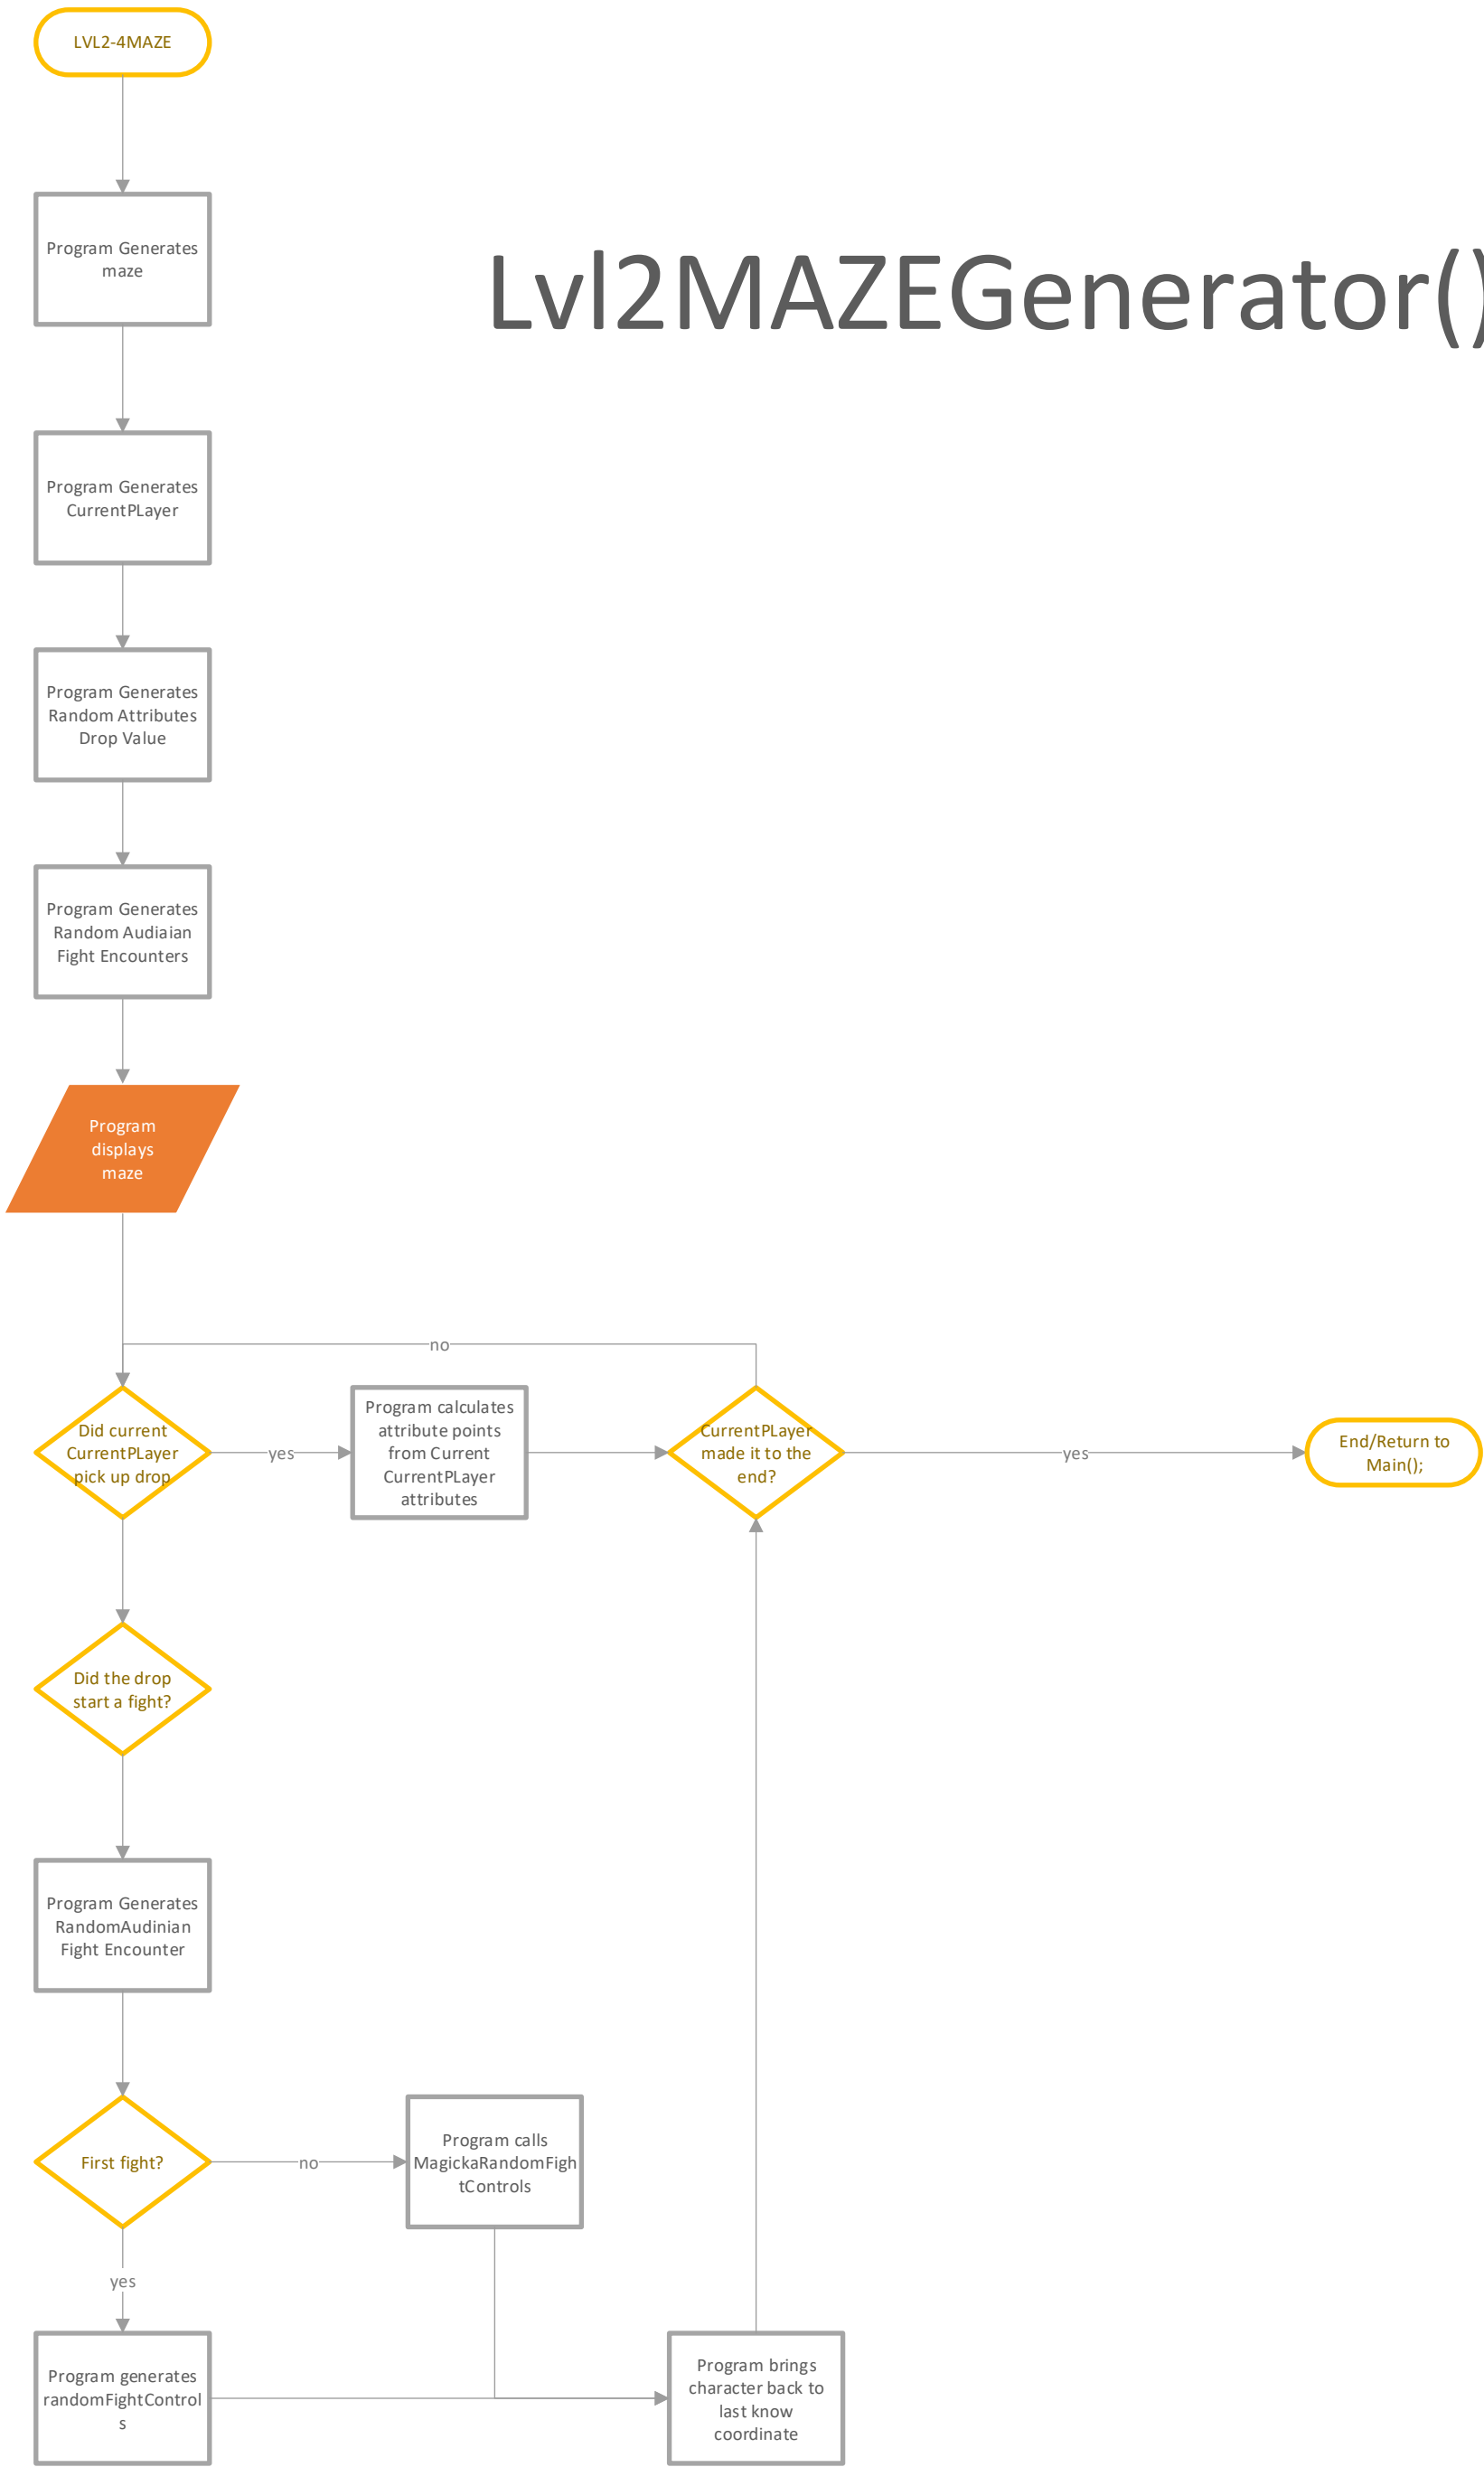 LVL2-4MAZE
Program Generates
maze
Lvl2MAZEGenerator()
Program Generates
CurrentPLayer
Program Generates
Random Attributes
Drop Value
Program Generates
Random Audiaian
Fight Encounters
Program
displays
maze
no
Did current
CurrentPLayer
pick up drop
yes
Program calculates
attribute points
from Current
CurrentPLayer
attributes
CurrentPLayer
made it to the
end?
yes
End/Return to
Main();
Did the drop
start a fight?
Program Generates
RandomAudinian
Fight Encounter
First fight?
no
Program calls
MagickaRandomFigh
tControls
yes
Program generates
randomFightControl
s
Program brings
character back to
last know
coordinate